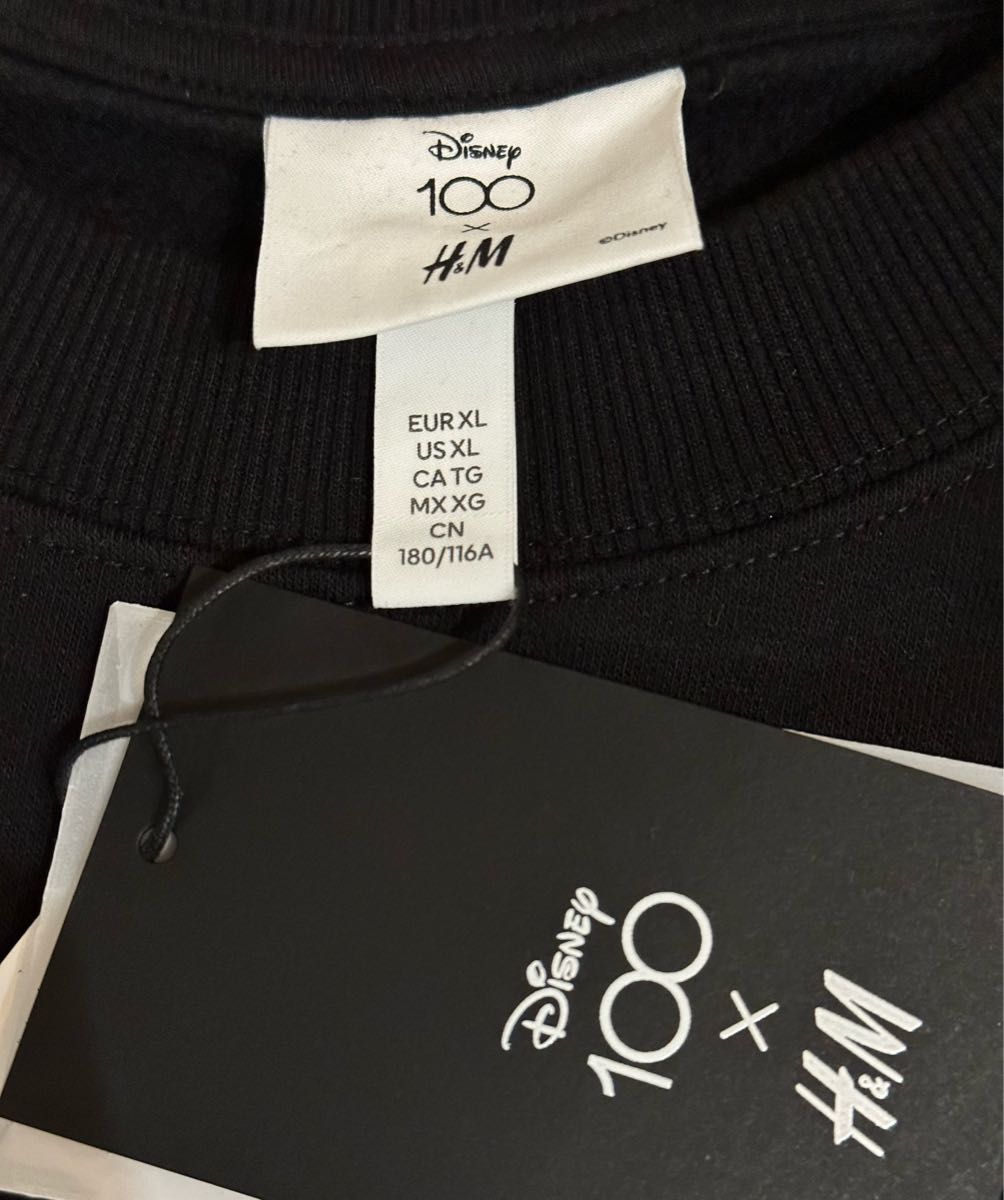 Disney
100
×
H&M
©Disney
EUR XL
US XL
CA TG
MX XG
CN
180/116A
Disney
100
×
H&M